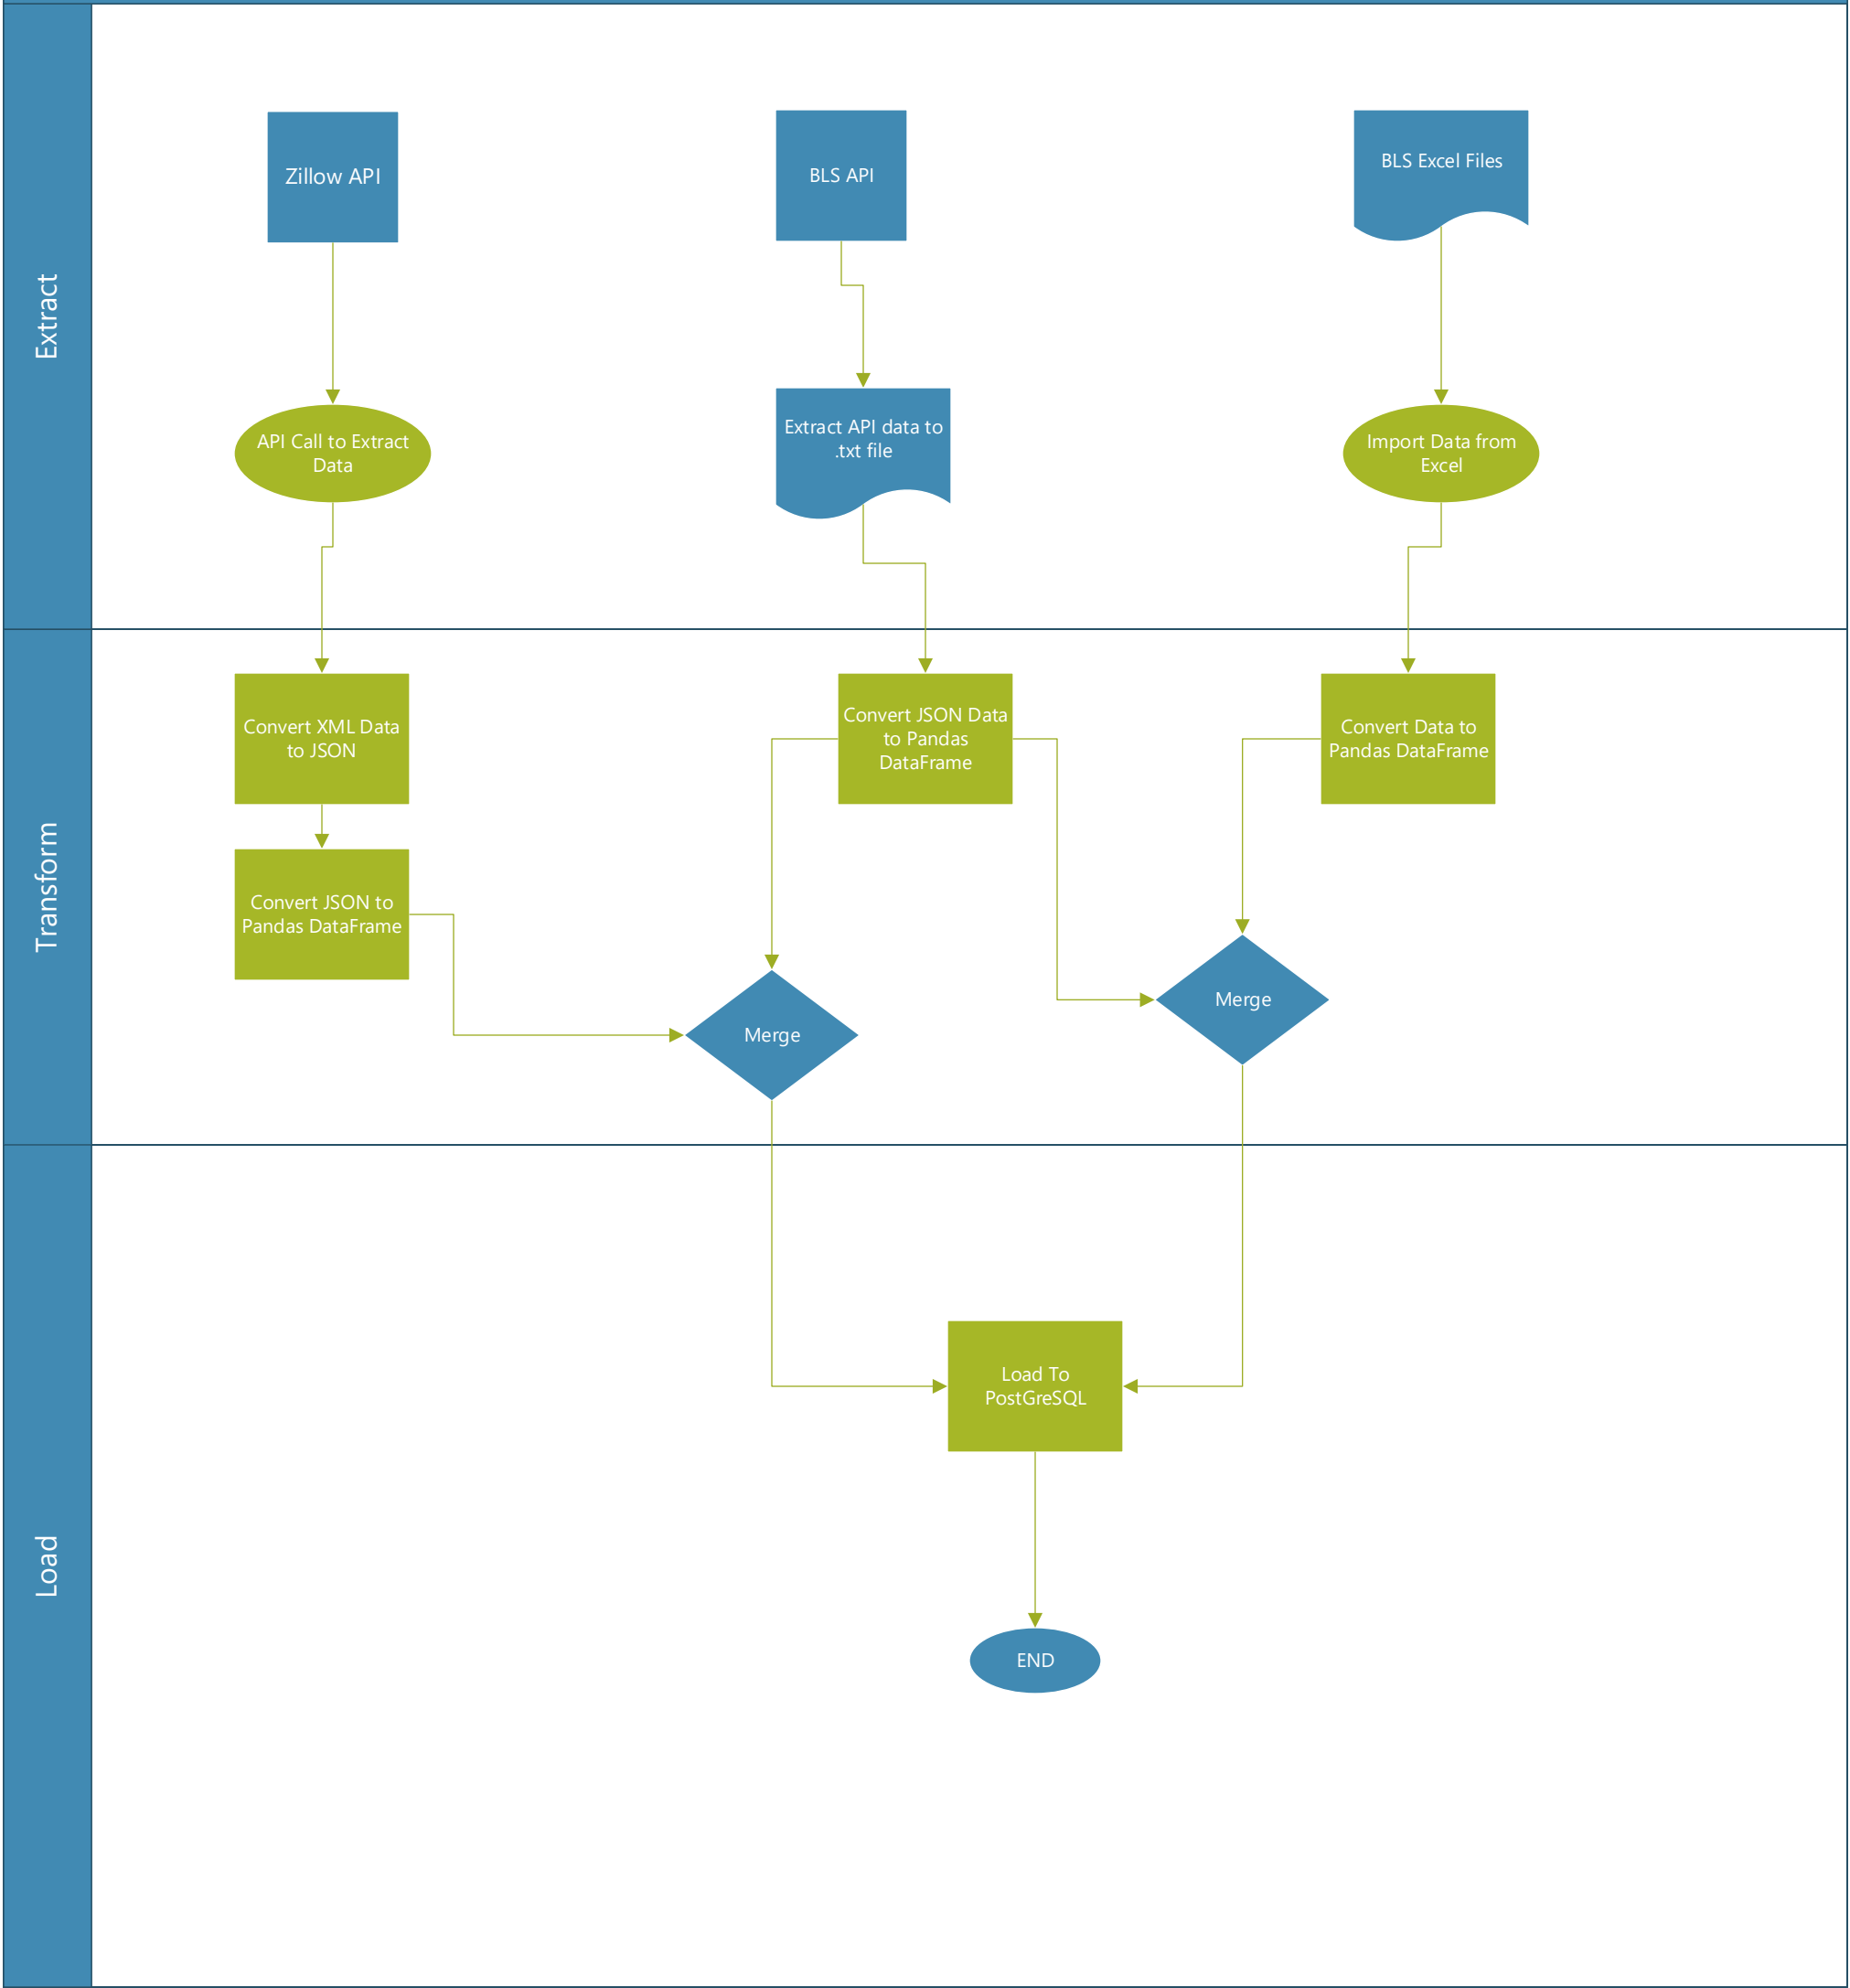 Extract
Zillow API
BLS API
BLS Excel Files
API Call to Extract
Data
Extract API data to
.txt file
Import Data from
Excel
Transform
Convert XML Data
to JSON
Convert JSON Data
to Pandas
DataFrame
Convert Data to
Pandas DataFrame
Convert JSON to
Pandas DataFrame
Merge
Merge
Load
Load To
PostGreSQL
END